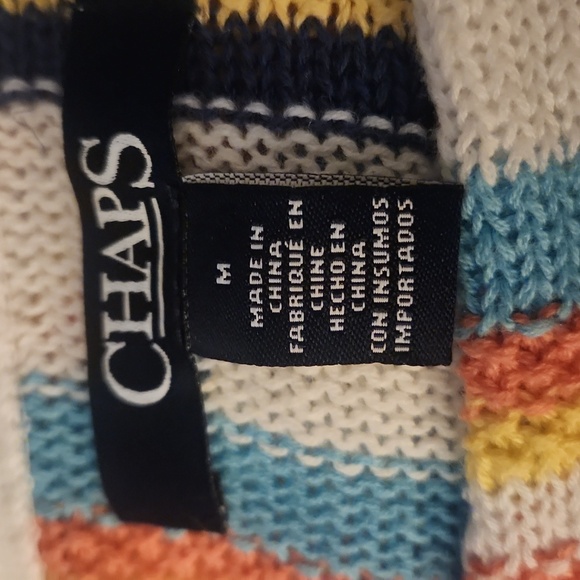 CHAPS
M
MADE IN
CHINA
FABRIQUÉ EN
CHINE
HECHO EN
CHINA
CON INSUMOS
IMPORTADOS